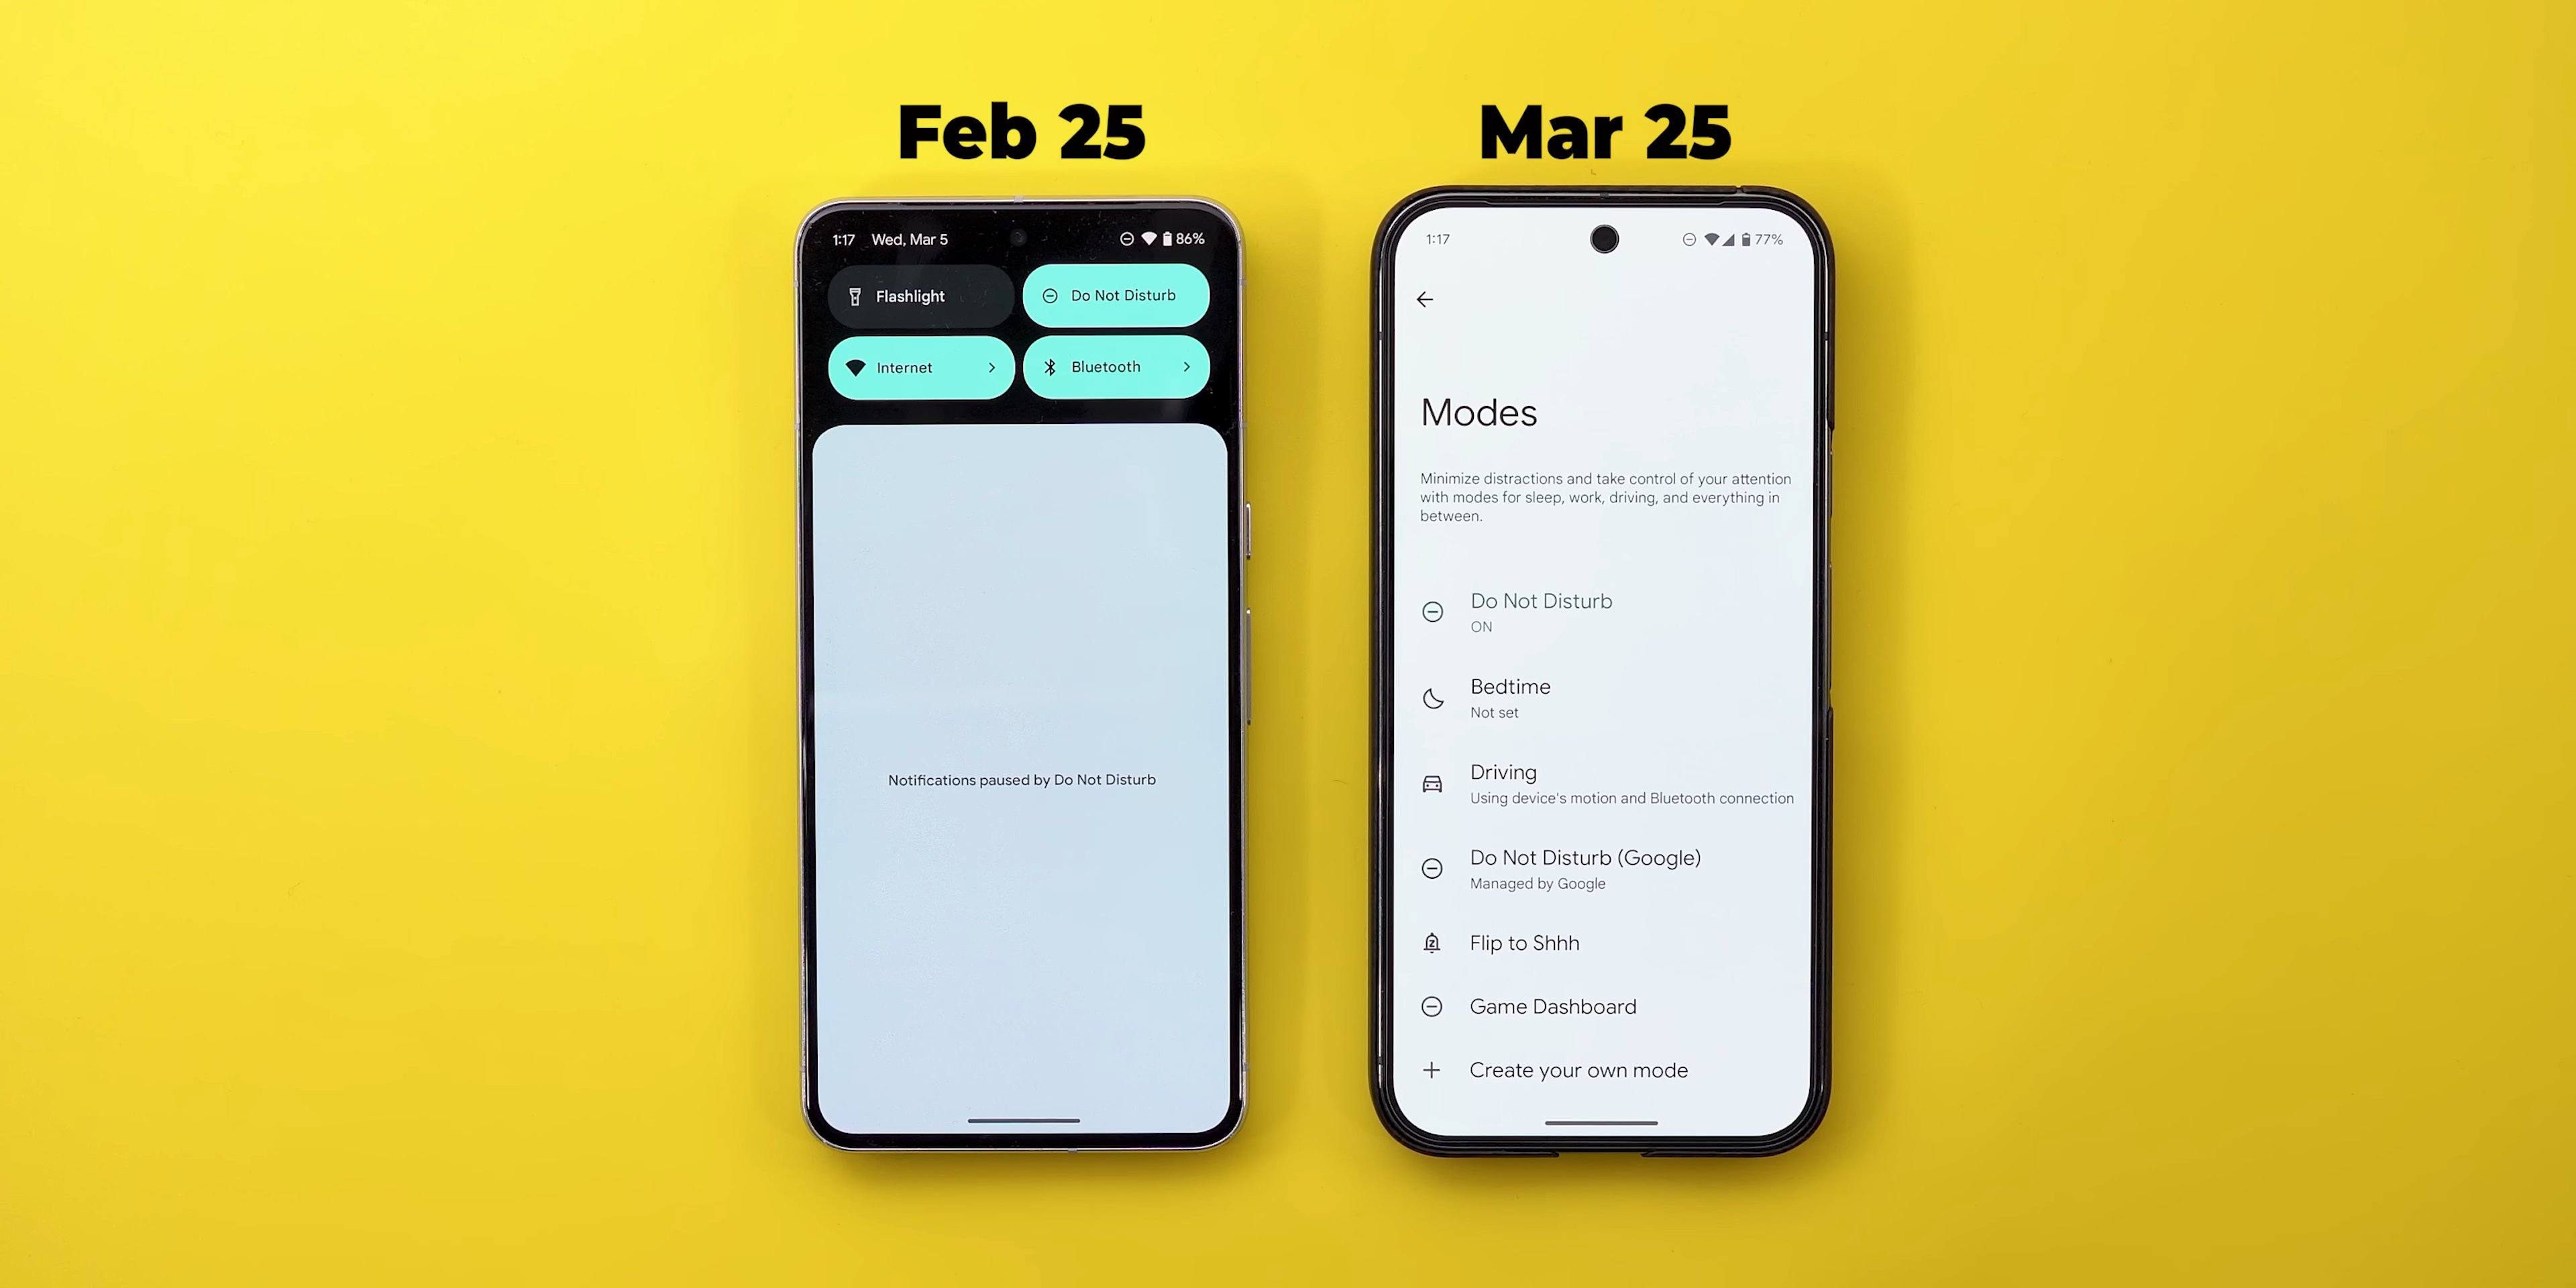 Feb 25
Mar 25
1:17 Wed, Mar 5
86%
Flashlight
Do Not Disturb
Internet
Bluetooth
Notifications paused by Do Not Disturb
1:17
77%
Modes
Minimize distractions and take control of your attention
with modes for sleep, work, driving, and everything in
between.
Do Not Disturb
ON
Bedtime
Not set
Driving
Using device's motion and Bluetooth connection
Do Not Disturb (Google)
Managed by Google
Flip to Shhh
Game Dashboard
Create your own mode